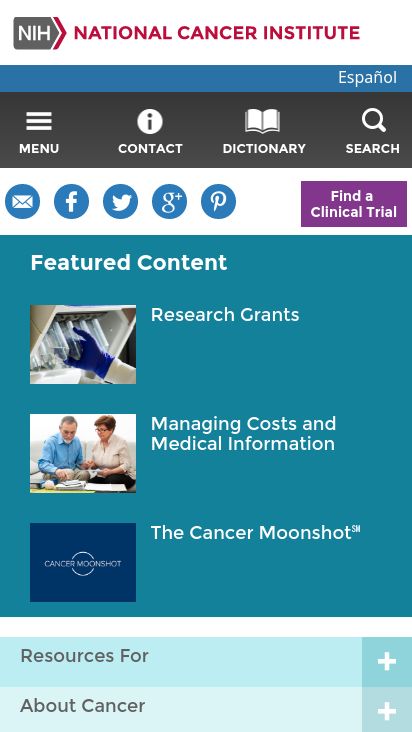 NIH NATIONAL CANCER INSTITUTE
Español
MENU CONTACT DICTIONARY SEARCH
Find a
Clinical Trial
Featured Content
Research Grants
Managing Costs and
Medical Information
CANCER MOONSHOT
The Cancer Moonshot℠
Resources For
About Cancer